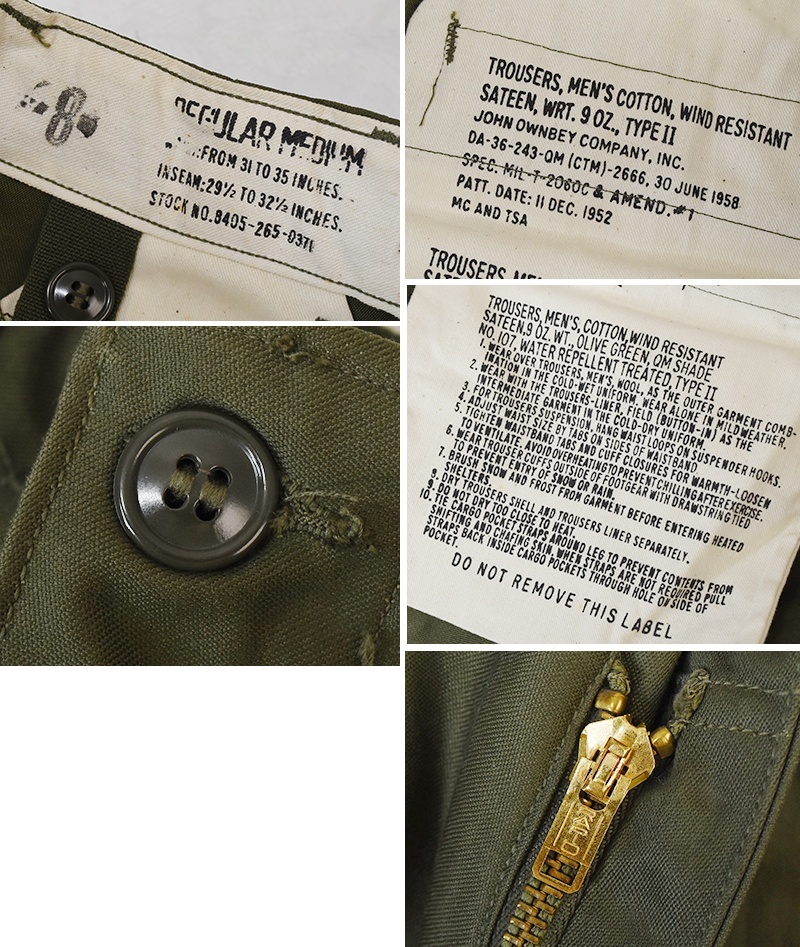 -8-
REGULAR MEDIUM
FROM 31 TO 35 INCHES.
INSEAM: 29½ TO 32½ INCHES.
STOCK NO. 8405-265-0371
TROUSERS, MEN'S COTTON, WIND RESISTANT
SATEEN, WRT. 9 OZ., TYPE II
JOHN OWNBEY COMPANY, INC.
DA-36-243-QM (CTM)-2666, 30 JUNE 1958
SPEC. MIL-T-2060C & AMEND. #1
PATT. DATE: 11 DEC. 1952
MC AND TSA
TROUSERS,
TROUSERS, MEN'S, COTTON, WIND RESISTANT
SATEEN, 9 OZ. WT., OLIVE GREEN, QM SHADE
NO. 107, WATER REPELLENT TREATED, TYPE II
1. WEAR OVER TROUSERS, MEN'S, WOOL, AS THE OUTER GARMENT COMB-
INATION IN THE COLD-WET UNIFORM. WEAR ALONE IN MILD WEATHER.
2. WEAR WITH THE TROUSERS, LINER, FIELD (BUTTON-IN) AS THE
INTERMEDIATE GARMENT IN THE COLD-DRY UNIFORM.
3. FOR TROUSERS SUSPENSION, HANG WAIST LOOPS ON SUSPENDER HOOKS.
4. ADJUST WAIST SIZE BY TABS ON SIDES OF WAISTBAND
5. TIGHTEN WAISTBAND TABS AND CUFF CLOSURES FOR WARMTH-LOOSEN
TO VENTILATE. AVOID OVERHEATING TO PREVENT CHILLING AFTER EXERCISE.
6. WEAR TROUSER CUFFS OUTSIDE OF FOOTGEAR WITH DRAWSTRING TIED
TO PREVENT ENTRY OF SNOW OR RAIN.
7. BRUSH SNOW AND FROST FROM GARMENT BEFORE ENTERING HEATED
SHELTERS.
8. DRY TROUSERS SHELL AND TROUSERS LINER SEPARATELY.
9. DO NOT DRY TOO CLOSE TO HEAT.
10. TIE CARGO POCKET STRAPS AROUND LEG TO PREVENT CONTENTS FROM
SHIFTING AND CHAFING SKIN. WHEN STRAPS ARE NOT REQUIRED PULL
STRAPS BACK INSIDE CARGO POCKETS THROUGH HOLE ON SIDE OF
POCKET.
DO NOT REMOVE THIS LABEL